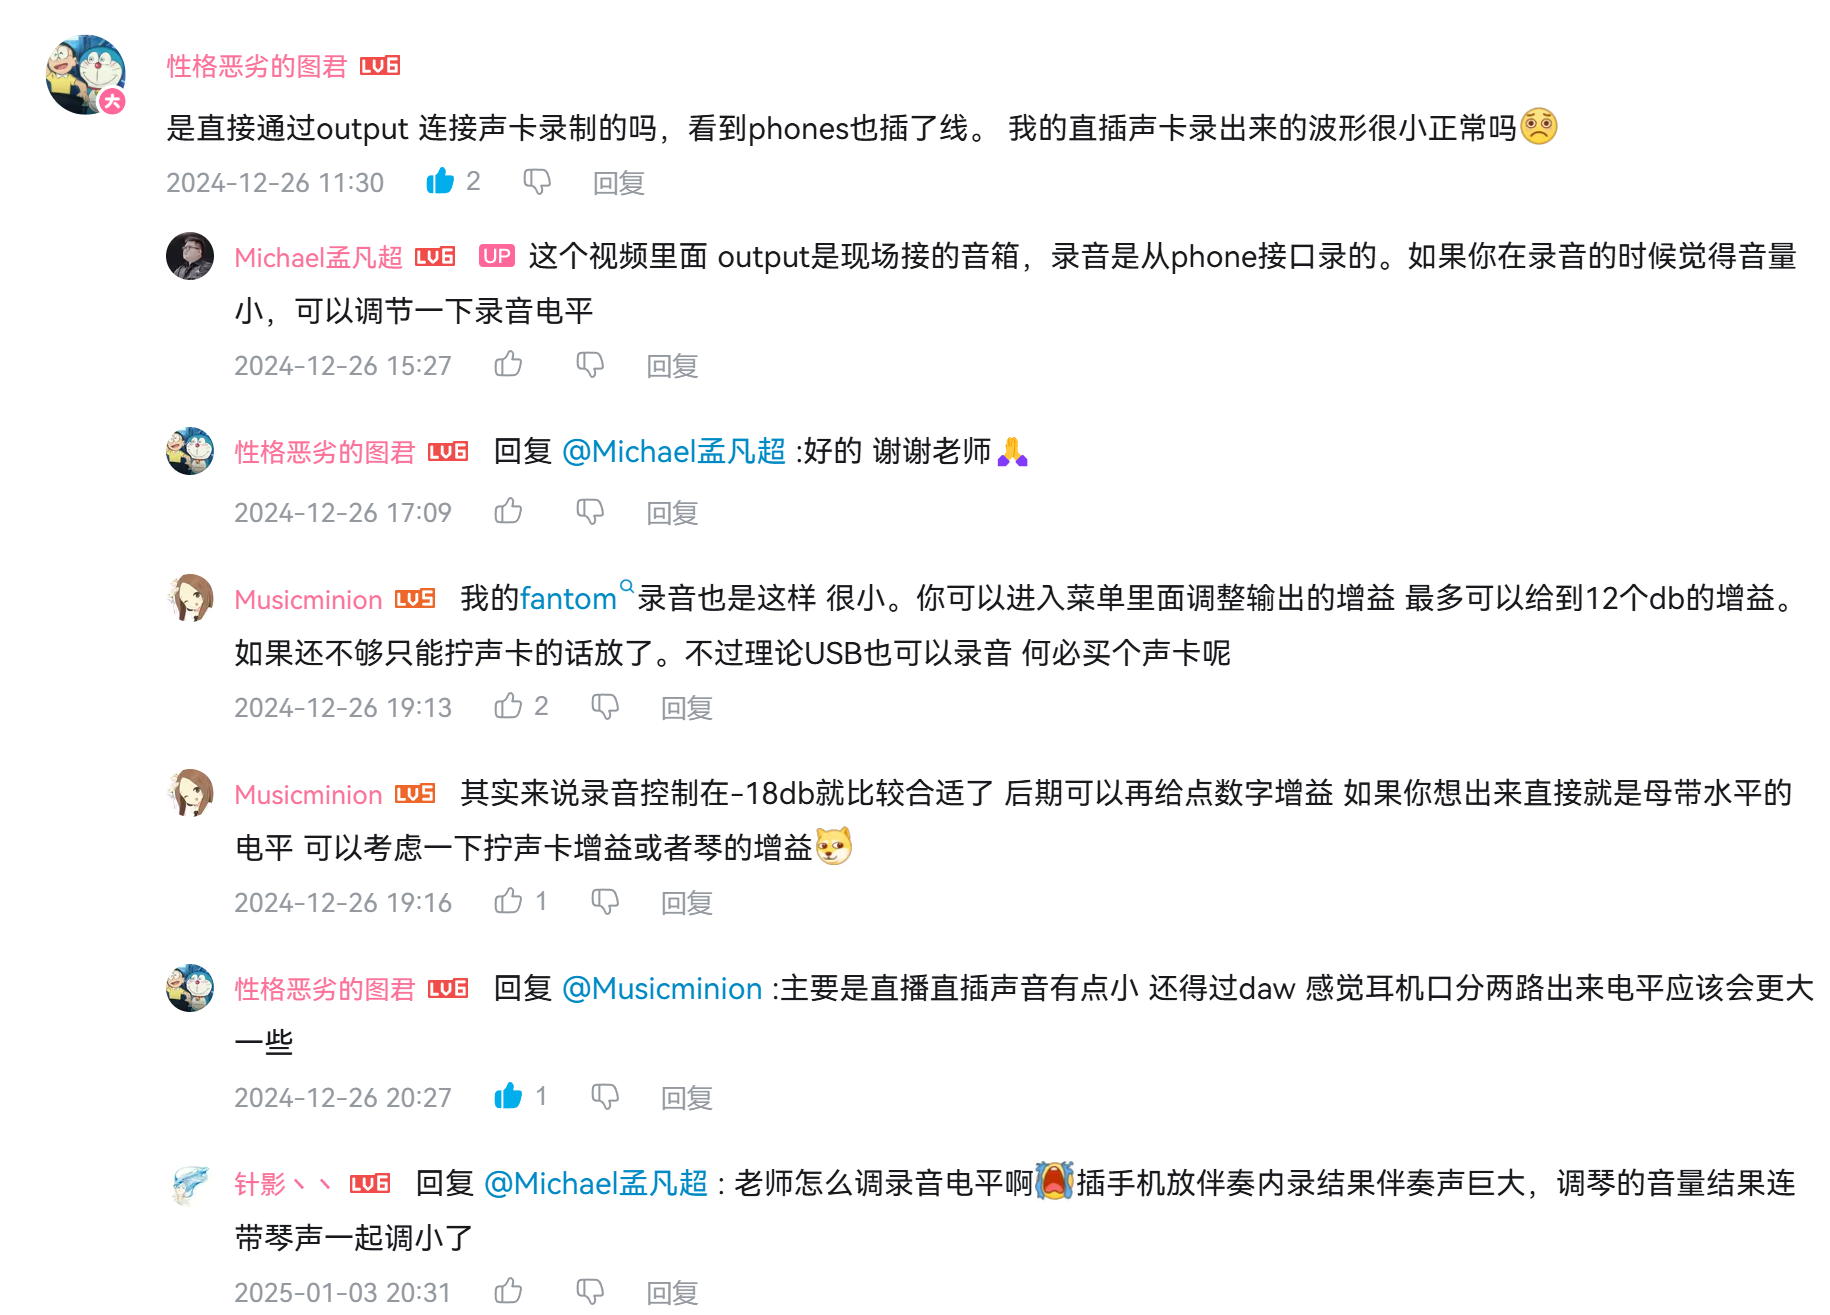 性格恶劣的图君 LV6
是直接通过output 连接声卡录制的吗，看到phones也插了线。 我的直插声卡录出来的波形很小正常吗
2024-12-26 11:30 2 回复
Michael孟凡超 LV6 UP 这个视频里面 output是现场接的音箱，录音是从phone接口录的。如果你在录音的时候觉得音量
小，可以调节一下录音电平
2024-12-26 15:27 回复
性格恶劣的图君 LV6 回复 @Michael孟凡超 :好的 谢谢老师
2024-12-26 17:09 回复
Musicminion LV5 我的fantom录音也是这样 很小。你可以进入菜单里面调整输出的增益 最多可以给到12个db的增益。
如果还不够只能拧声卡的话放了。不过理论USB也可以录音 何必买个声卡呢
2024-12-26 19:13 2 回复
Musicminion LV5 其实来说录音控制在-18db就比较合适了 后期可以再给点数字增益 如果你想出来直接就是母带水平的
电平 可以考虑一下拧声卡增益或者琴的增益
2024-12-26 19:16 1 回复
性格恶劣的图君 LV6 回复 @Musicminion :主要是直播直插声音有点小 还得过daw 感觉耳机口分两路出来电平应该会更大
一些
2024-12-26 20:27 1 回复
针影丶丶 LV6 回复 @Michael孟凡超 : 老师怎么调录音电平啊插手机放伴奏内录结果伴奏声巨大，调琴的音量结果连
带琴声一起调小了
2025-01-03 20:31 回复
大